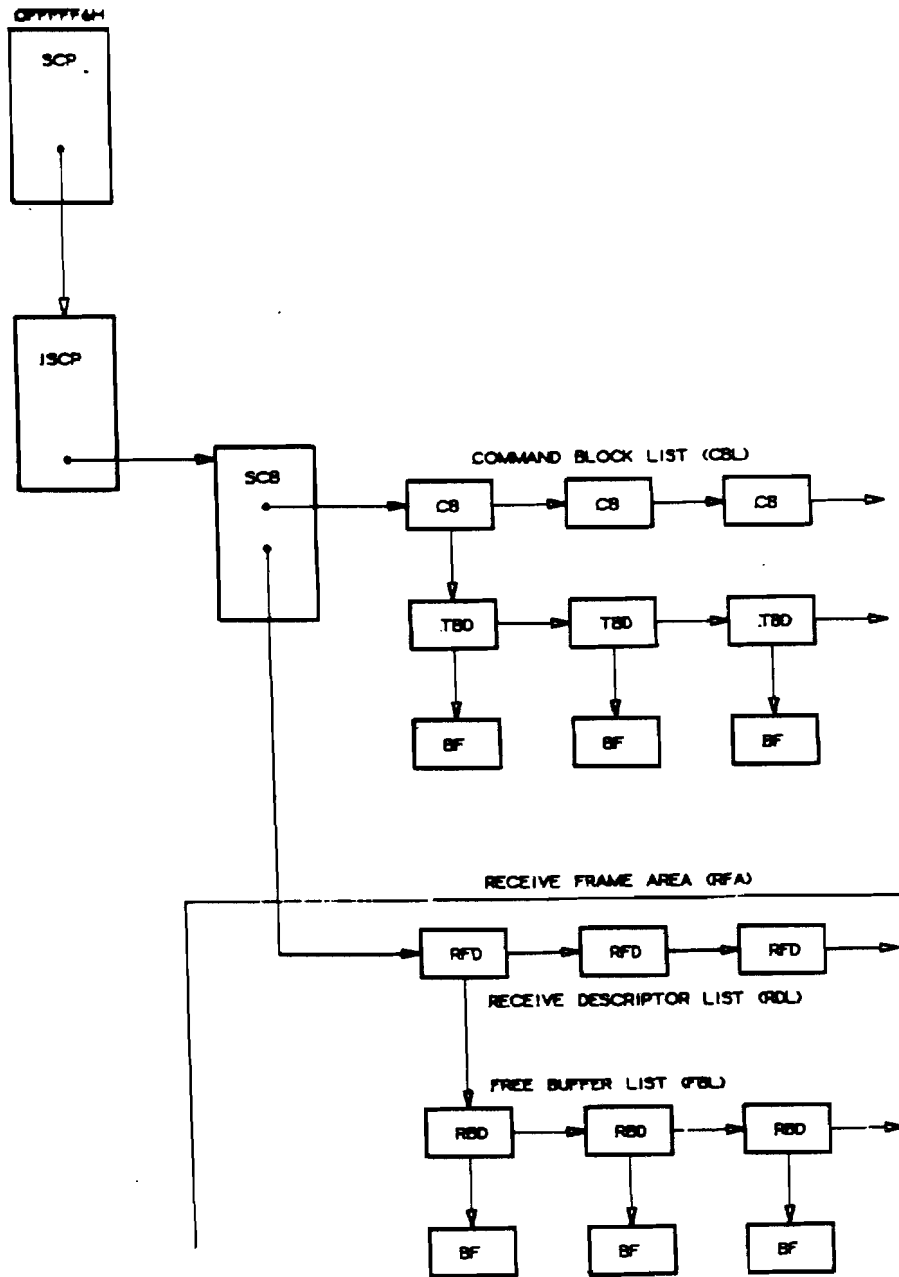 0FFFFF6H
SCP
ISCP
SCB
COMMAND BLOCK LIST (CBL)
CB CB CB
TBD TBD TBD
BF BF BF
RECEIVE FRAME AREA (RFA)
RFD RFD RFD
RECEIVE DESCRIPTOR LIST (RDL)
FREE BUFFER LIST (FBL)
RBD RBD RBD
BF BF BF